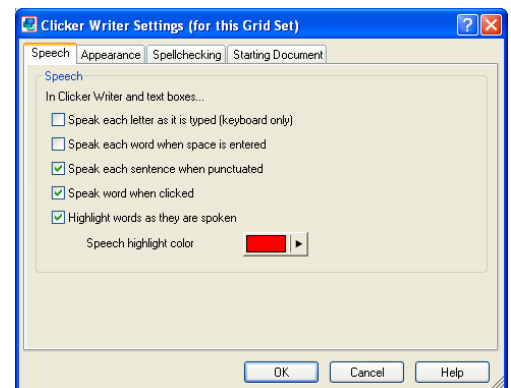 Clicker Writer Settings (for this Grid Set)
Speech Appearance Spellchecking Starting Document
Speech
In Clicker Writer and text boxes...
Speak each letter as it is typed (keyboard only)
Speak each word when space is entered
Speak each sentence when punctuated
Speak word when clicked
Highlight words as they are spoken
Speech highlight color
OK Cancel Help